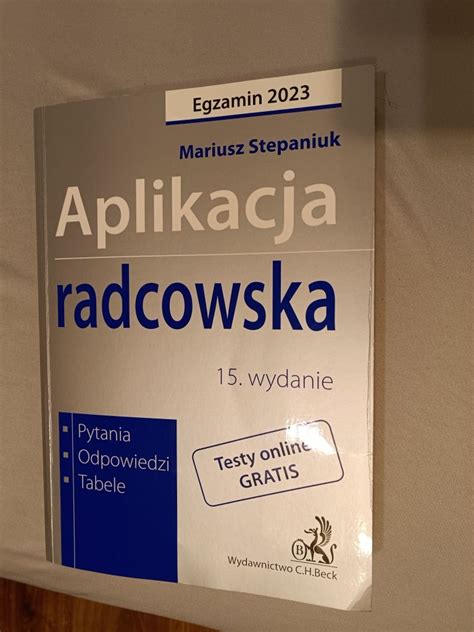 Egzamin 2023
Mariusz Stepaniuk
Aplikacja
radcowska
15. wydanie
Pytania
Odpowiedzi
Tabele
Testy online
GRATIS
B
Wydawnictwo C.H.Beck